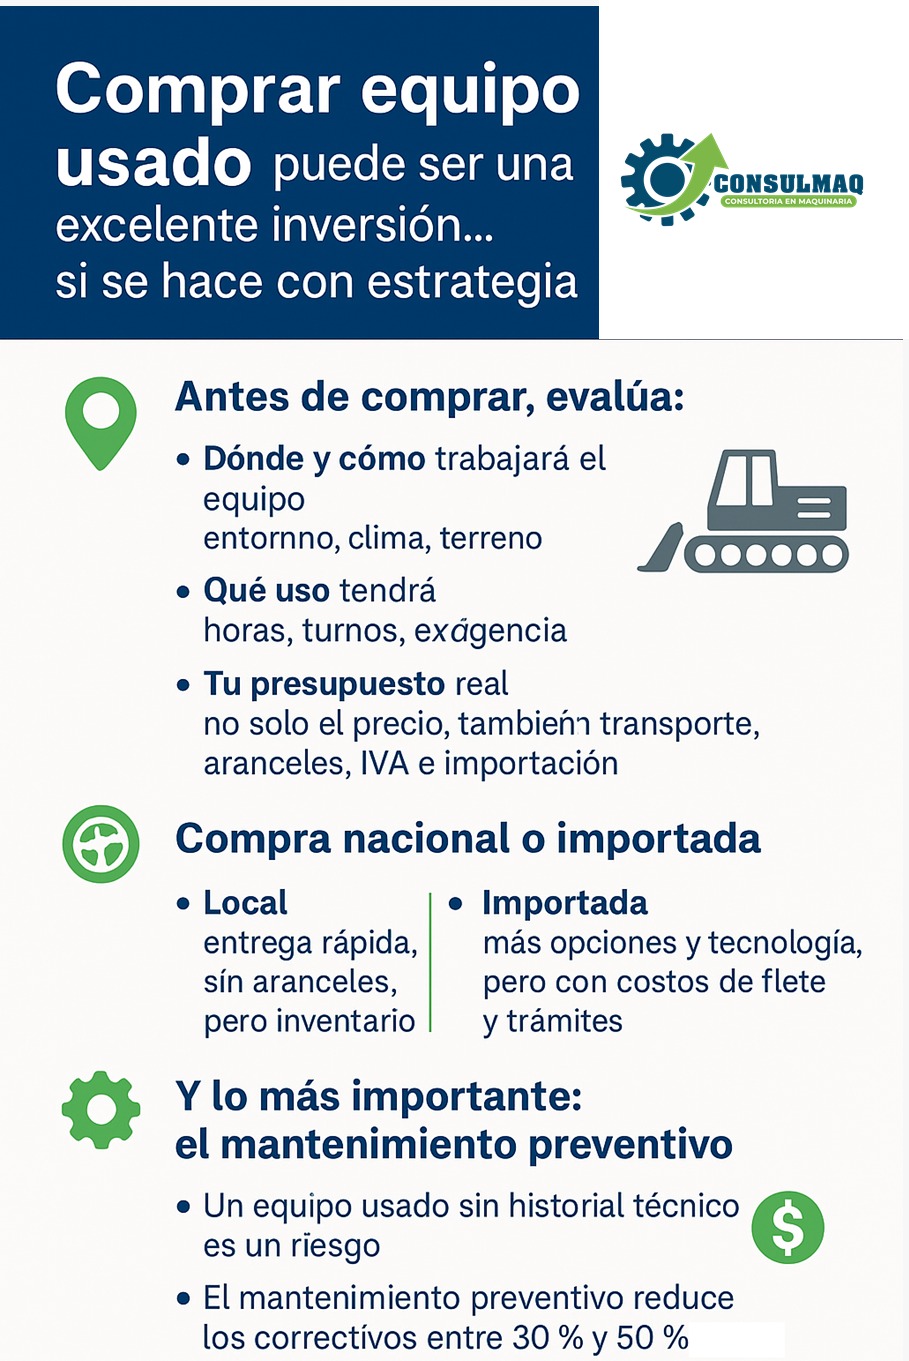 Comprar equipo
usado puede ser una
excelente inversión...
si se hace con estrategia
CONSULMAQ
CONSULTORIA EN MAQUINARIA
Antes de comprar, evalúa:
• Dónde y cómo trabajará el
equipo
entornno, clima, terreno
• Qué uso tendrá
horas, turnos, exágencia
• Tu presupuesto real
no solo el precio, tambień transporte,
aranceles, IVA e importación
Compra nacional o importada
• Local
entrega rápida,
sín aranceles,
pero inventario
• Importada
más opciones y tecnología,
pero con costos de flete
y trámites
Y lo más importante:
el mantenimiento preventivo
• Un equipo usado sin historial técnico
es un rïesgo
$
• El mantenimiento preventivo reduce
los correctívos entre 30 % y 50 %